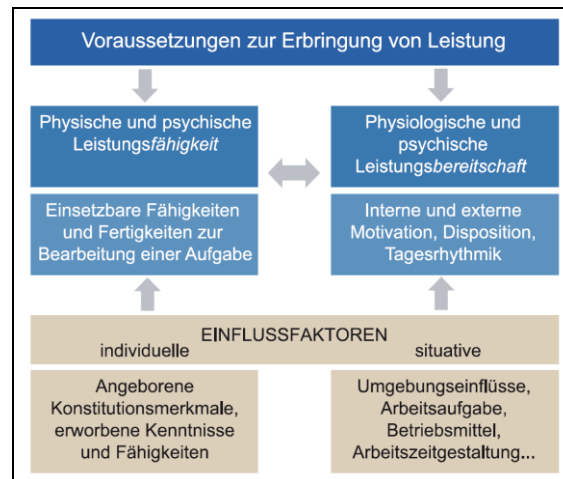 Voraussetzungen zur Erbringung von Leistung
Physische und psychische
Leistungsfähigkeit
Physiologische und
psychische
Leistungsbereitschaft
Einsetzbare Fähigkeiten
und Fertigkeiten zur
Bearbeitung einer Aufgabe
Interne und externe
Motivation, Disposition,
Tagesrhythmik
EINFLUSSFAKTOREN
individuelle
situative
Angeborene
Konstitutionsmerkmale,
erworbene Kenntnisse
und Fähigkeiten
Umgebungseinflüsse,
Arbeitsaufgabe,
Betriebsmittel,
Arbeitszeitgestaltung...